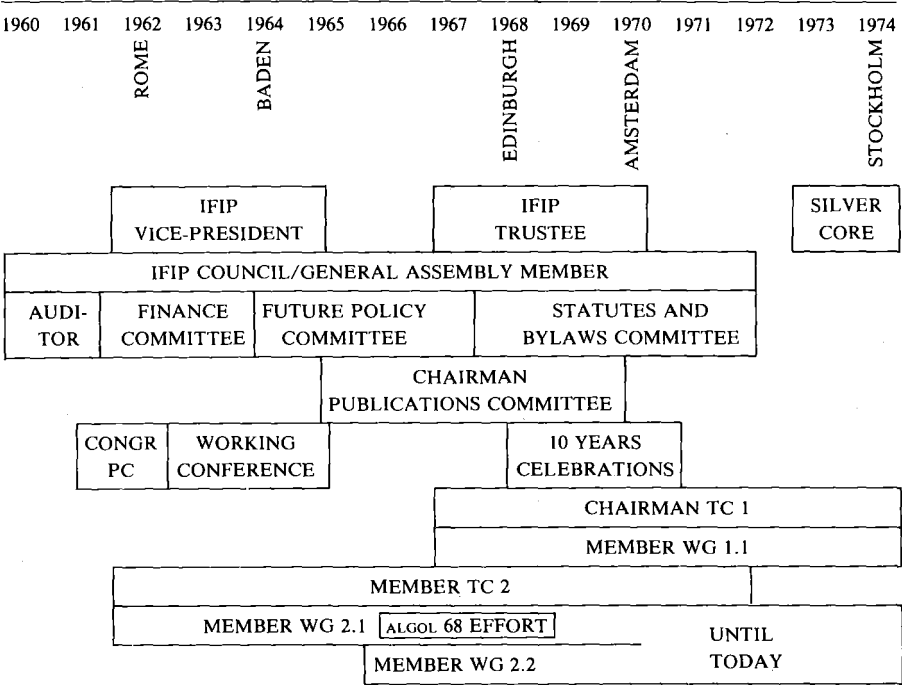 1960 1961 1962 1963 1964 1965 1966 1967 1968 1969 1970 1971 1972 1973 1974
ROME
BADEN
EDINBURGH
AMSTERDAM
STOCKHOLM
IFIP
VICE-PRESIDENT
IFIP
TRUSTEE
SILVER
CORE
IFIP COUNCIL/GENERAL ASSEMBLY MEMBER
AUDI-
TOR
FINANCE
COMMITTEE
FUTURE POLICY
COMMITTEE
STATUTES AND
BYLAWS COMMITTEE
CHAIRMAN
PUBLICATIONS COMMITTEE
CONGR
PC
WORKING
CONFERENCE
10 YEARS
CELEBRATIONS
CHAIRMAN TC 1
MEMBER WG 1.1
MEMBER TC 2
MEMBER WG 2.1 ALGOL 68 EFFORT
MEMBER WG 2.2
UNTIL
TODAY